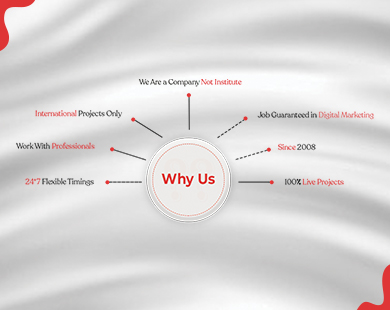 We Are a Company Not Institute
International Projects Only
Job Guaranteed in Digital Marketing
Work With Professionals
Since 2008
24*7 Flexible Timings
Why Us
100% Live Projects